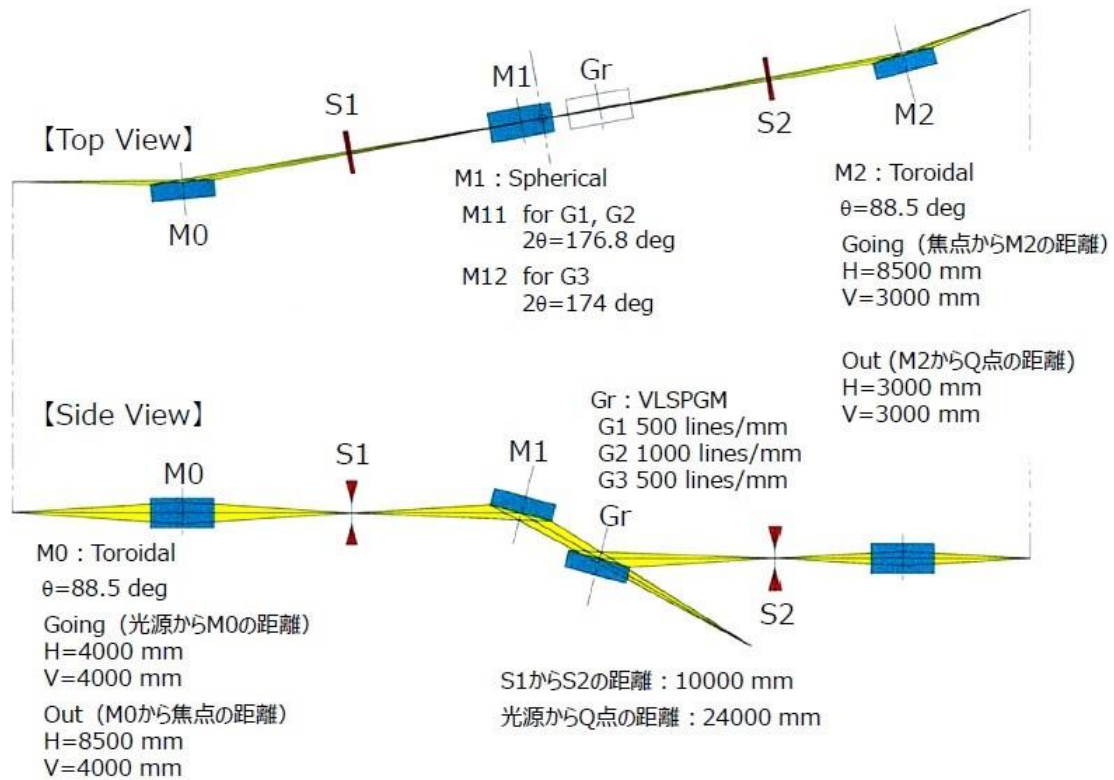 【Top View】
M0
S1
M1
Gr
S2
M2
M1 : Spherical
M11 for G1, G2
2θ=176.8 deg
M12 for G3
2θ=174 deg
M2 : Toroidal
θ=88.5 deg
Going（焦点からM2の距離）
H=8500 mm
V=3000 mm
Out (M2からQ点の距離)
H=3000 mm
V=3000 mm
【Side View】
M0
S1
M1
Gr
S2
Gr : VLSPGM
G1 500 lines/mm
G2 1000 lines/mm
G3 500 lines/mm
M0 : Toroidal
θ=88.5 deg
Going（光源からM0の距離）
H=4000 mm
V=4000 mm
Out（M0から焦点の距離）
H=8500 mm
V=4000 mm
S1からS2の距離 : 10000 mm
光源からQ点の距離 : 24000 mm